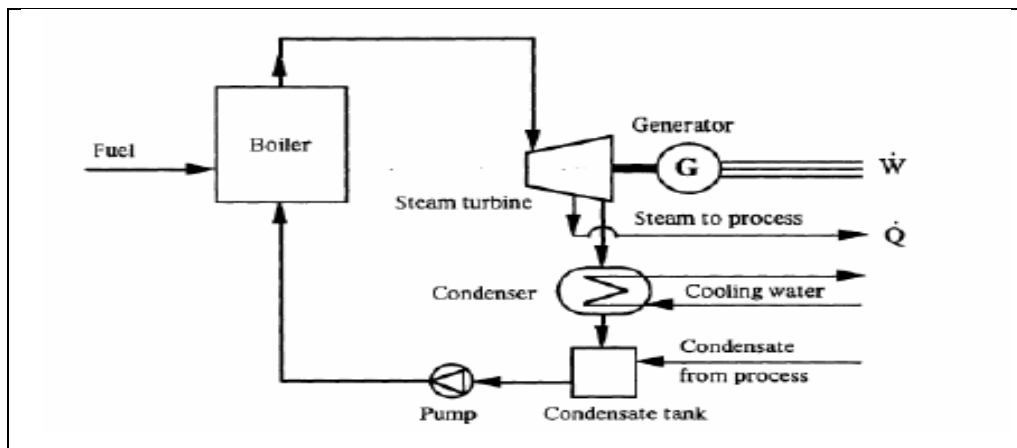 Generator
Fuel
Boiler
G
Ẇ
Steam turbine
Steam to process
Q̇
Condenser
Cooling water
Condensate
from process
Pump
Condensate tank